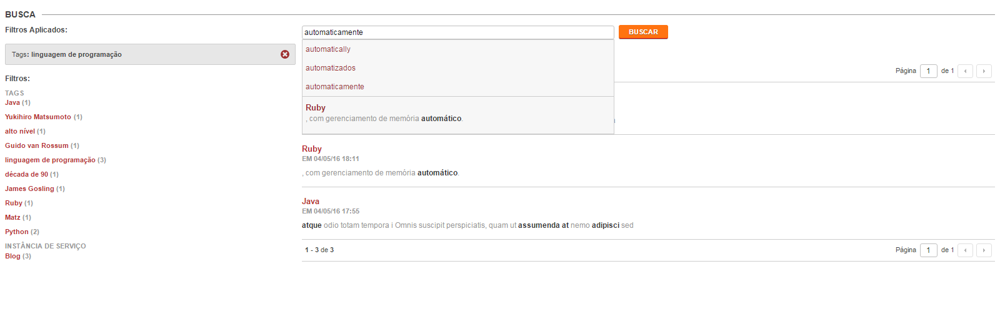 BUSCA
Filtros Aplicados:
Tags: linguagem de programação
Filtros:
TAGS
Java (1)
Yukihiro Matsumoto (1)
alto nível (1)
Guido van Rossum (1)
linguagem de programação (3)
década de 90 (1)
James Gosling (1)
Ruby (1)
Matz (1)
Python (2)
INSTÂNCIA DE SERVIÇO
Blog (3)
automaticamente
BUSCAR
automatically
automatizados
automaticamente
Ruby
, com gerenciamento de memória automático.
Página 1 de 1
Ruby
EM 04/05/16 18:11
, com gerenciamento de memória automático.
Java
EM 04/05/16 17:55
atque odio totam tempora i Omnis suscipit perspiciatis, quam ut assumenda at nemo adipisci sed
1 - 3 de 3
Página 1 de 1